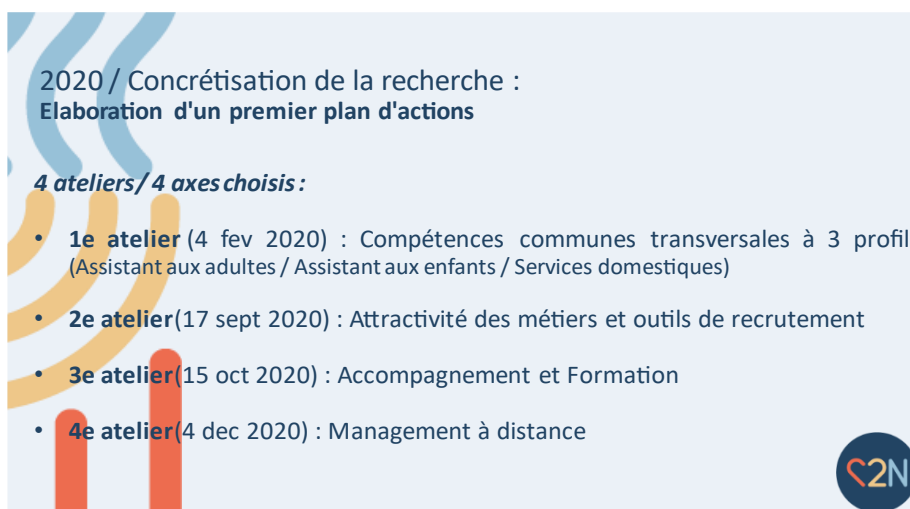 2020 / Concrétisation de la recherche :
Elaboration d'un premier plan d'actions
4 ateliers/ 4 axes choisis :
• 1e atelier (4 fev 2020) : Compétences communes transversales à 3 profil
(Assistant aux adultes / Assistant aux enfants / Services domestiques)
• 2e atelier(17 sept 2020) : Attractivité des métiers et outils de recrutement
• 3e atelier(15 oct 2020) : Accompagnement et Formation
• 4e atelier(4 dec 2020) : Management à distance
2N